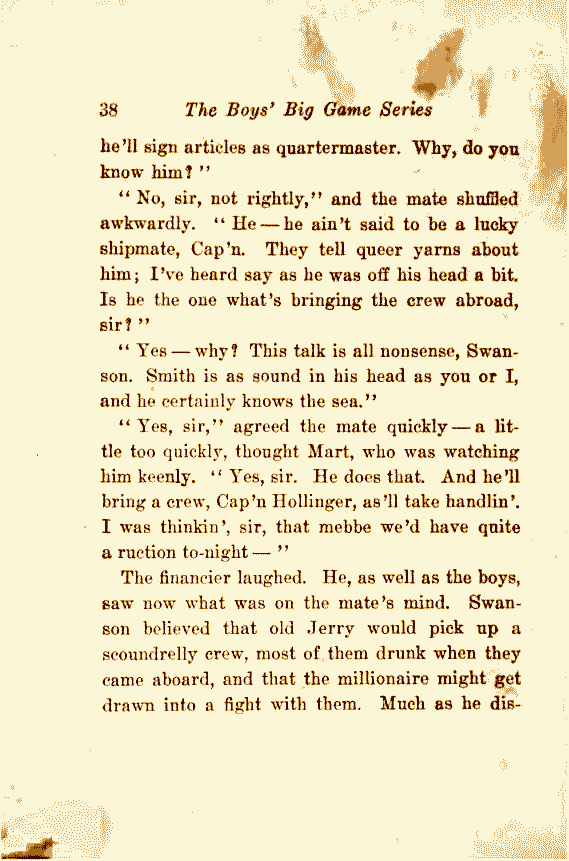 38 The Boys' Big Game Series
he'll sign articles as quartermaster. Why, do you
know him? "
" No, sir, not rightly," and the mate shuffled
awkwardly. " He — he ain't said to be a lucky
shipmate, Cap'n. They tell queer yarns about
him; I've heard say as he was off his head a bit.
Is he the one what's bringing the crew abroad,
sir? "
" Yes — why? This talk is all nonsense, Swan-
son. Smith is as sound in his head as you or I,
and he certainly knows the sea."
" Yes, sir," agreed the mate quickly — a lit-
tle too quickly, thought Mart, who was watching
him keenly. " Yes, sir. He does that. And he'll
bring a crew, Cap'n Hollinger, as'll take handlin'.
I was thinkin', sir, that mebbe we'd have quite
a ruction to-night — "
The financier laughed. He, as well as the boys,
saw now what was on the mate's mind. Swan-
son believed that old Jerry would pick up a
scoundrelly crew, most of them drunk when they
came aboard, and that the millionaire might get
drawn into a fight with them. Much as he dis-